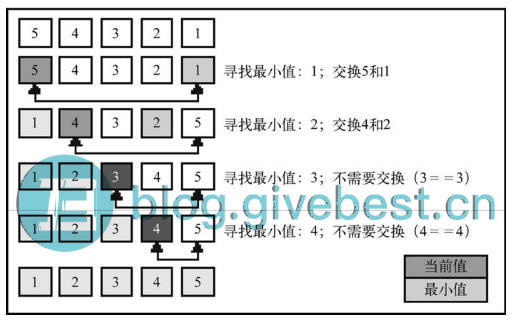 5 4 3 2 1
5 4 3 2 1 寻找最小值：1；交换5和1
1 4 3 2 5 寻找最小值：2；交换4和2
1 2 3 4 5 寻找最小值：3；不需要交换（3==3）
blog.givebest.cn
1 2 3 4 5 寻找最小值：4；不需要交换（4==4）
当前值
1 2 3 4 5
最小值